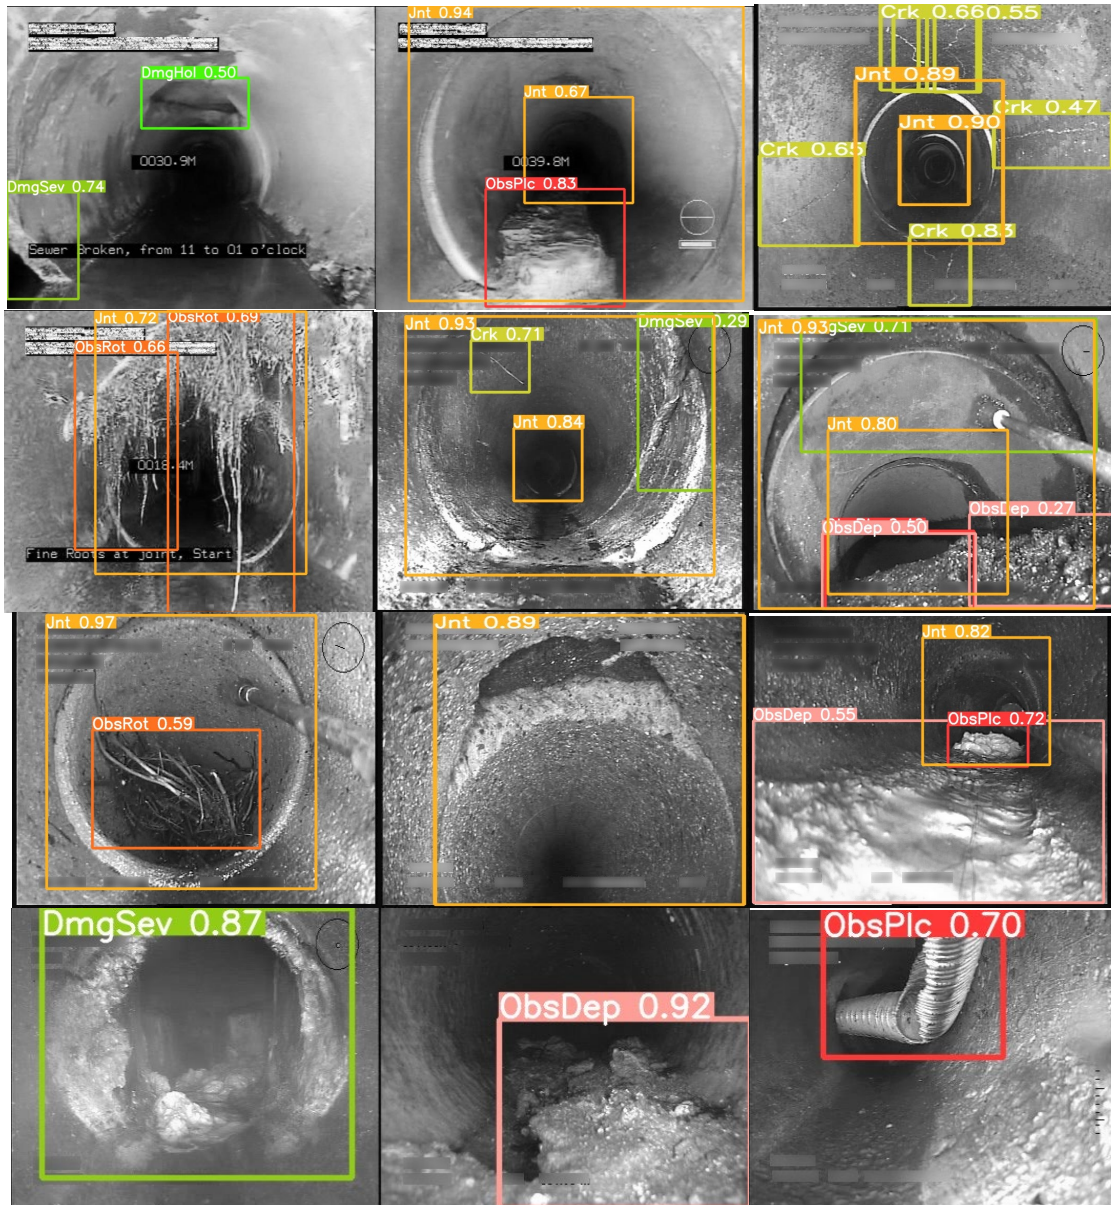 DmgHol 0.50
0030.9M
DmgSev 0.74
Sewer Broken, from 11 to 01 o'clock
Jnt 0.94
Jnt 0.67
0039.8M
ObsPlc 0.83
Crk 0.660.55
Jnt 0.89
Crk 0.47
Jnt 0.90
Crk 0.65
Crk 0.83
Jnt 0.72
ObsRot 0.69
ObsRot 0.66
0018.4M
Fine Roots at joint, Start
Jnt 0.93
DmgSev 0.29
Crk 0.71
Jnt 0.84
Jnt 0.93gSev 0.71
Jnt 0.80
ObsDep 0.27
ObsDep 0.50
Jnt 0.97
ObsRot 0.59
Jnt 0.89
Jnt 0.82
ObsDep 0.55
ObsPlc 0.72
DmgSev 0.87
ObsDep 0.92
ObsPlc 0.70